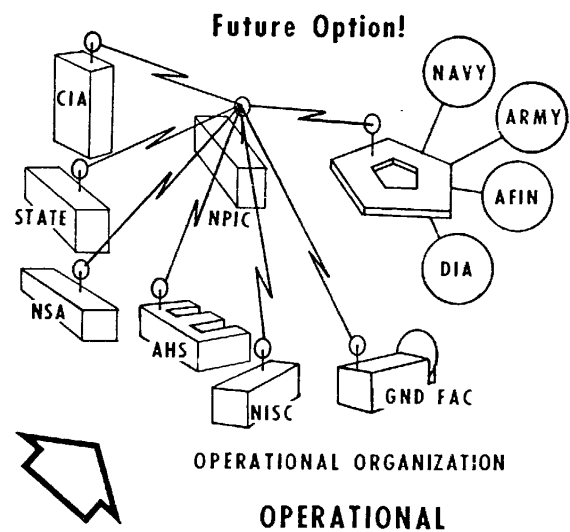 Future Option!
CIA
NAVY
ARMY
STATE
NPIC
AFIN
NSA
DIA
AHS
NISC
GND FAC
OPERATIONAL ORGANIZATION
OPERATIONAL